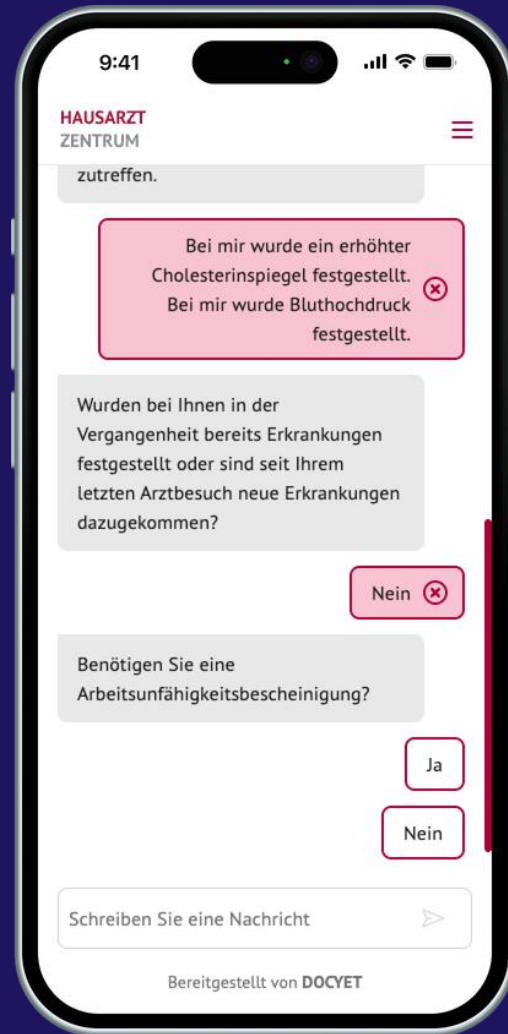 9:41
HAUSARZT
ZENTRUM
zutreffen.
Bei mir wurde ein erhöhter
Cholesterinspiegel festgestellt.
Bei mir wurde Bluthochdruck
festgestellt.
Wurden bei Ihnen in der
Vergangenheit bereits Erkrankungen
festgestellt oder sind seit Ihrem
letzten Arztbesuch neue Erkrankungen
dazugekommen?
Nein
Benötigen Sie eine
Arbeitsunfähigkeitsbescheinigung?
Ja
Nein
Schreiben Sie eine Nachricht
Bereitgestellt von DOCYET